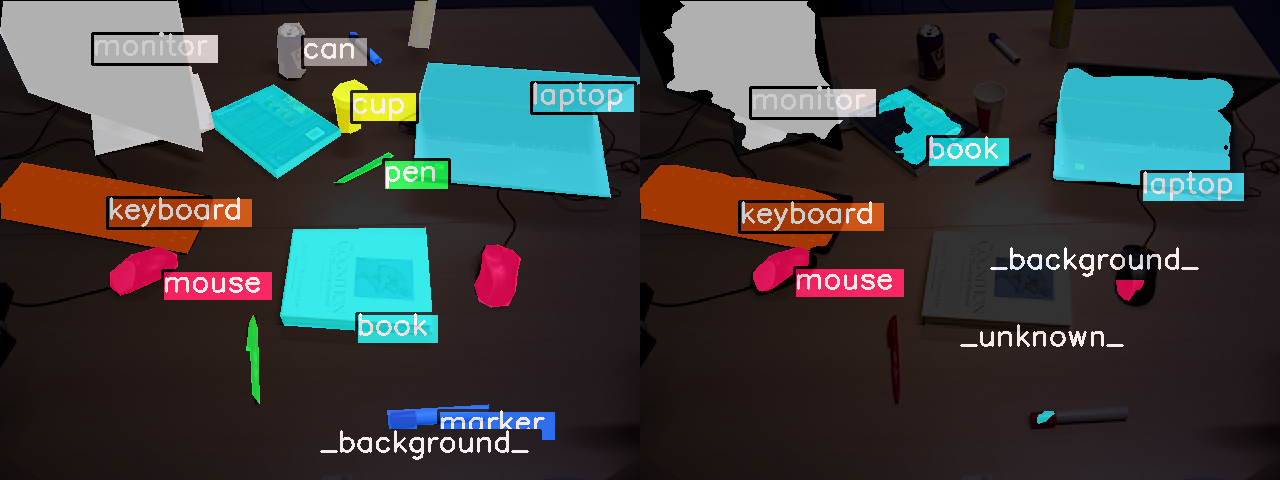 monitor
can
cup
laptop
pen
keyboard
mouse
book
marker
_background_
monitor
book
laptop
keyboard
_background_
mouse
_unknown_